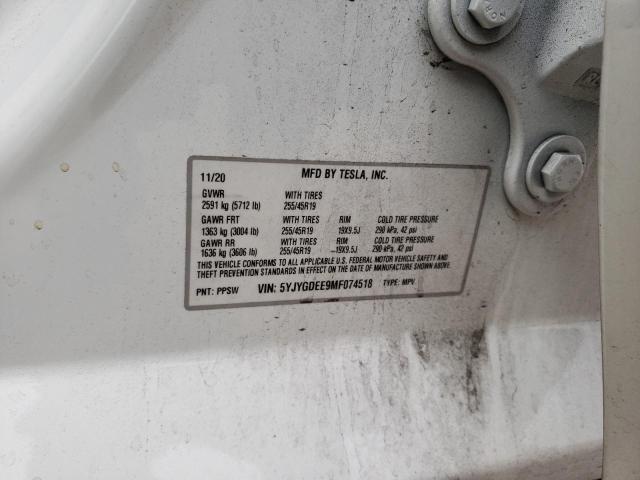 11/20 MFD BY TESLA, INC.
GVWR WITH TIRES
2591 kg (5712 lb) 255/45R19
GAWR FRT WITH TIRES RIM COLD TIRE PRESSURE
1363 kg (3004 lb) TO 255/45R19 19X9.5J 290 kPa, 42 psi
GAWR RR WITH TIRES RIM COLD TIRE PRESSURE
1636 kg (3606 lb) 255/45R19 19X9.5J 290 kPa, 42 psi
THIS VEHICLE CONFORMS TO ALL APPLICABLE U.S. FEDERAL MOTOR VEHICLE SAFETY AND
THEFT PREVENTION STANDARDS IN EFFECT ON THE DATE OF MANUFACTURE SHOWN ABOVE.
PNT: PPSW VIN: 5YJYGDEE9MF074518 TYPE: MPV